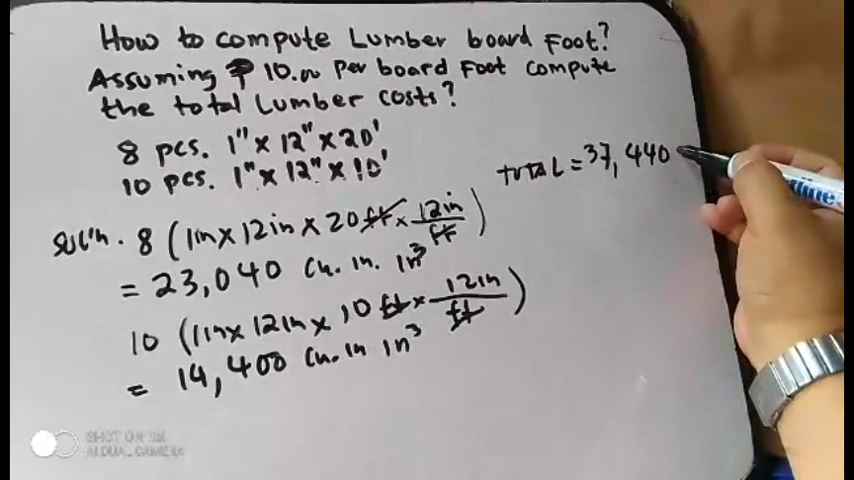 How to compute Lumber board Foot?
Assuming ₱ 10.00 per board Foot compute
the total Lumber costs?
8 pcs. 1" x 12" x 20'
10 pcs. 1" x 12" x 10'
Total = 37,440
Sol'n. 8 (1in x 12in x 20 ft x 12in/ft)
= 23,040 cu. in. in³
10 (1in x 12in x 10 ft x 12in/ft)
= 14,400 cu. in in³
line
SHOT ON MI
AI DUAL CAMERA